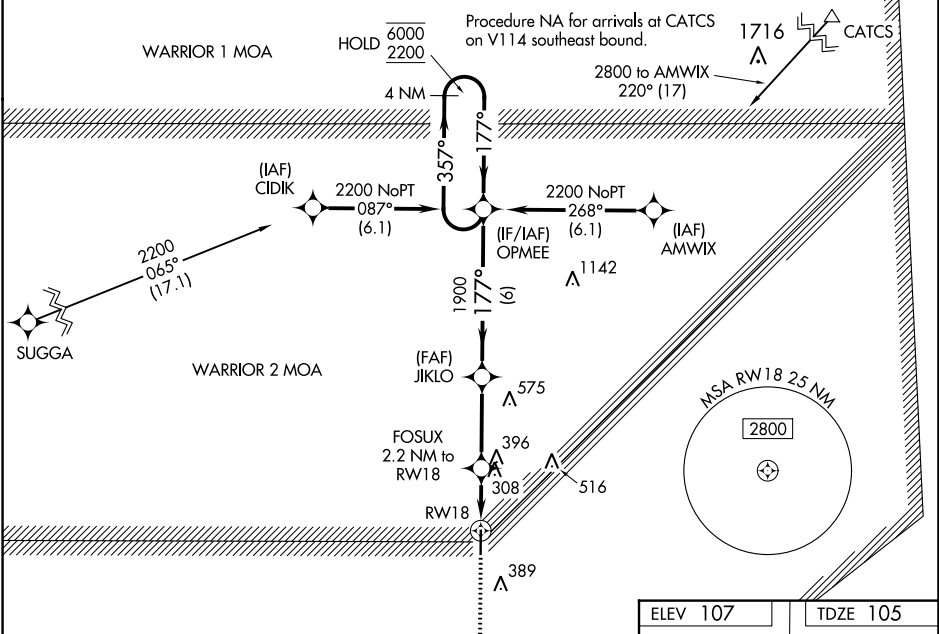 WARRIOR 1 MOA
HOLD 6000
2200
4 NM
Procedure NA for arrivals at CATCS
on V114 southeast bound.
1716
CATCS
2800 to AMWIX
220° (17)
357°
177°
(IAF)
CIDIK
2200 NoPT
087°
(6.1)
2200 NoPT
268°
(6.1)
(IF/IAF)
OPMEE
(IAF)
AMWIX
2200
065°
(17.1)
SUGGA
1142
1900
177°
(6)
WARRIOR 2 MOA
(FAF)
JIKLO
575
MSA RW18 25 NM
2800
FOSUX
2.2 NM to
RW18
396
308
516
RW18
389
ELEV 107
TDZE 105